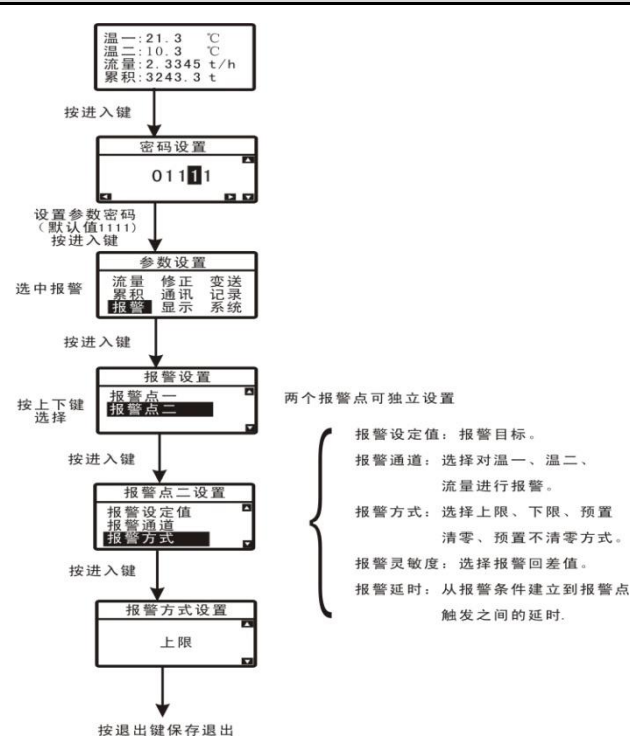 温一:21.3 ℃
温二:10.3 ℃
流量:2.3345 t/h
累积:3243.3 t
按进入键
密码设置
01111
设置参数密码
(默认值1111)
按进入键
参数设置
流量 修正 变送
累积 通讯 记录
报警 显示 系统
选中报警
按进入键
报警设置
报警点一
报警点二
按上下键
选择
按进入键
报警点二设置
报警设定值
报警通道
报警方式
按进入键
报警方式设置
上限
按退出键保存退出
两个报警点可独立设置
报警设定值：报警目标。
报警通道：选择对温一、温二、
流量进行报警。
报警方式：选择上限、下限、预置
清零、预置不清零方式。
报警灵敏度：选择报警回差值。
报警延时：从报警条件建立到报警点
触发之间的延时.